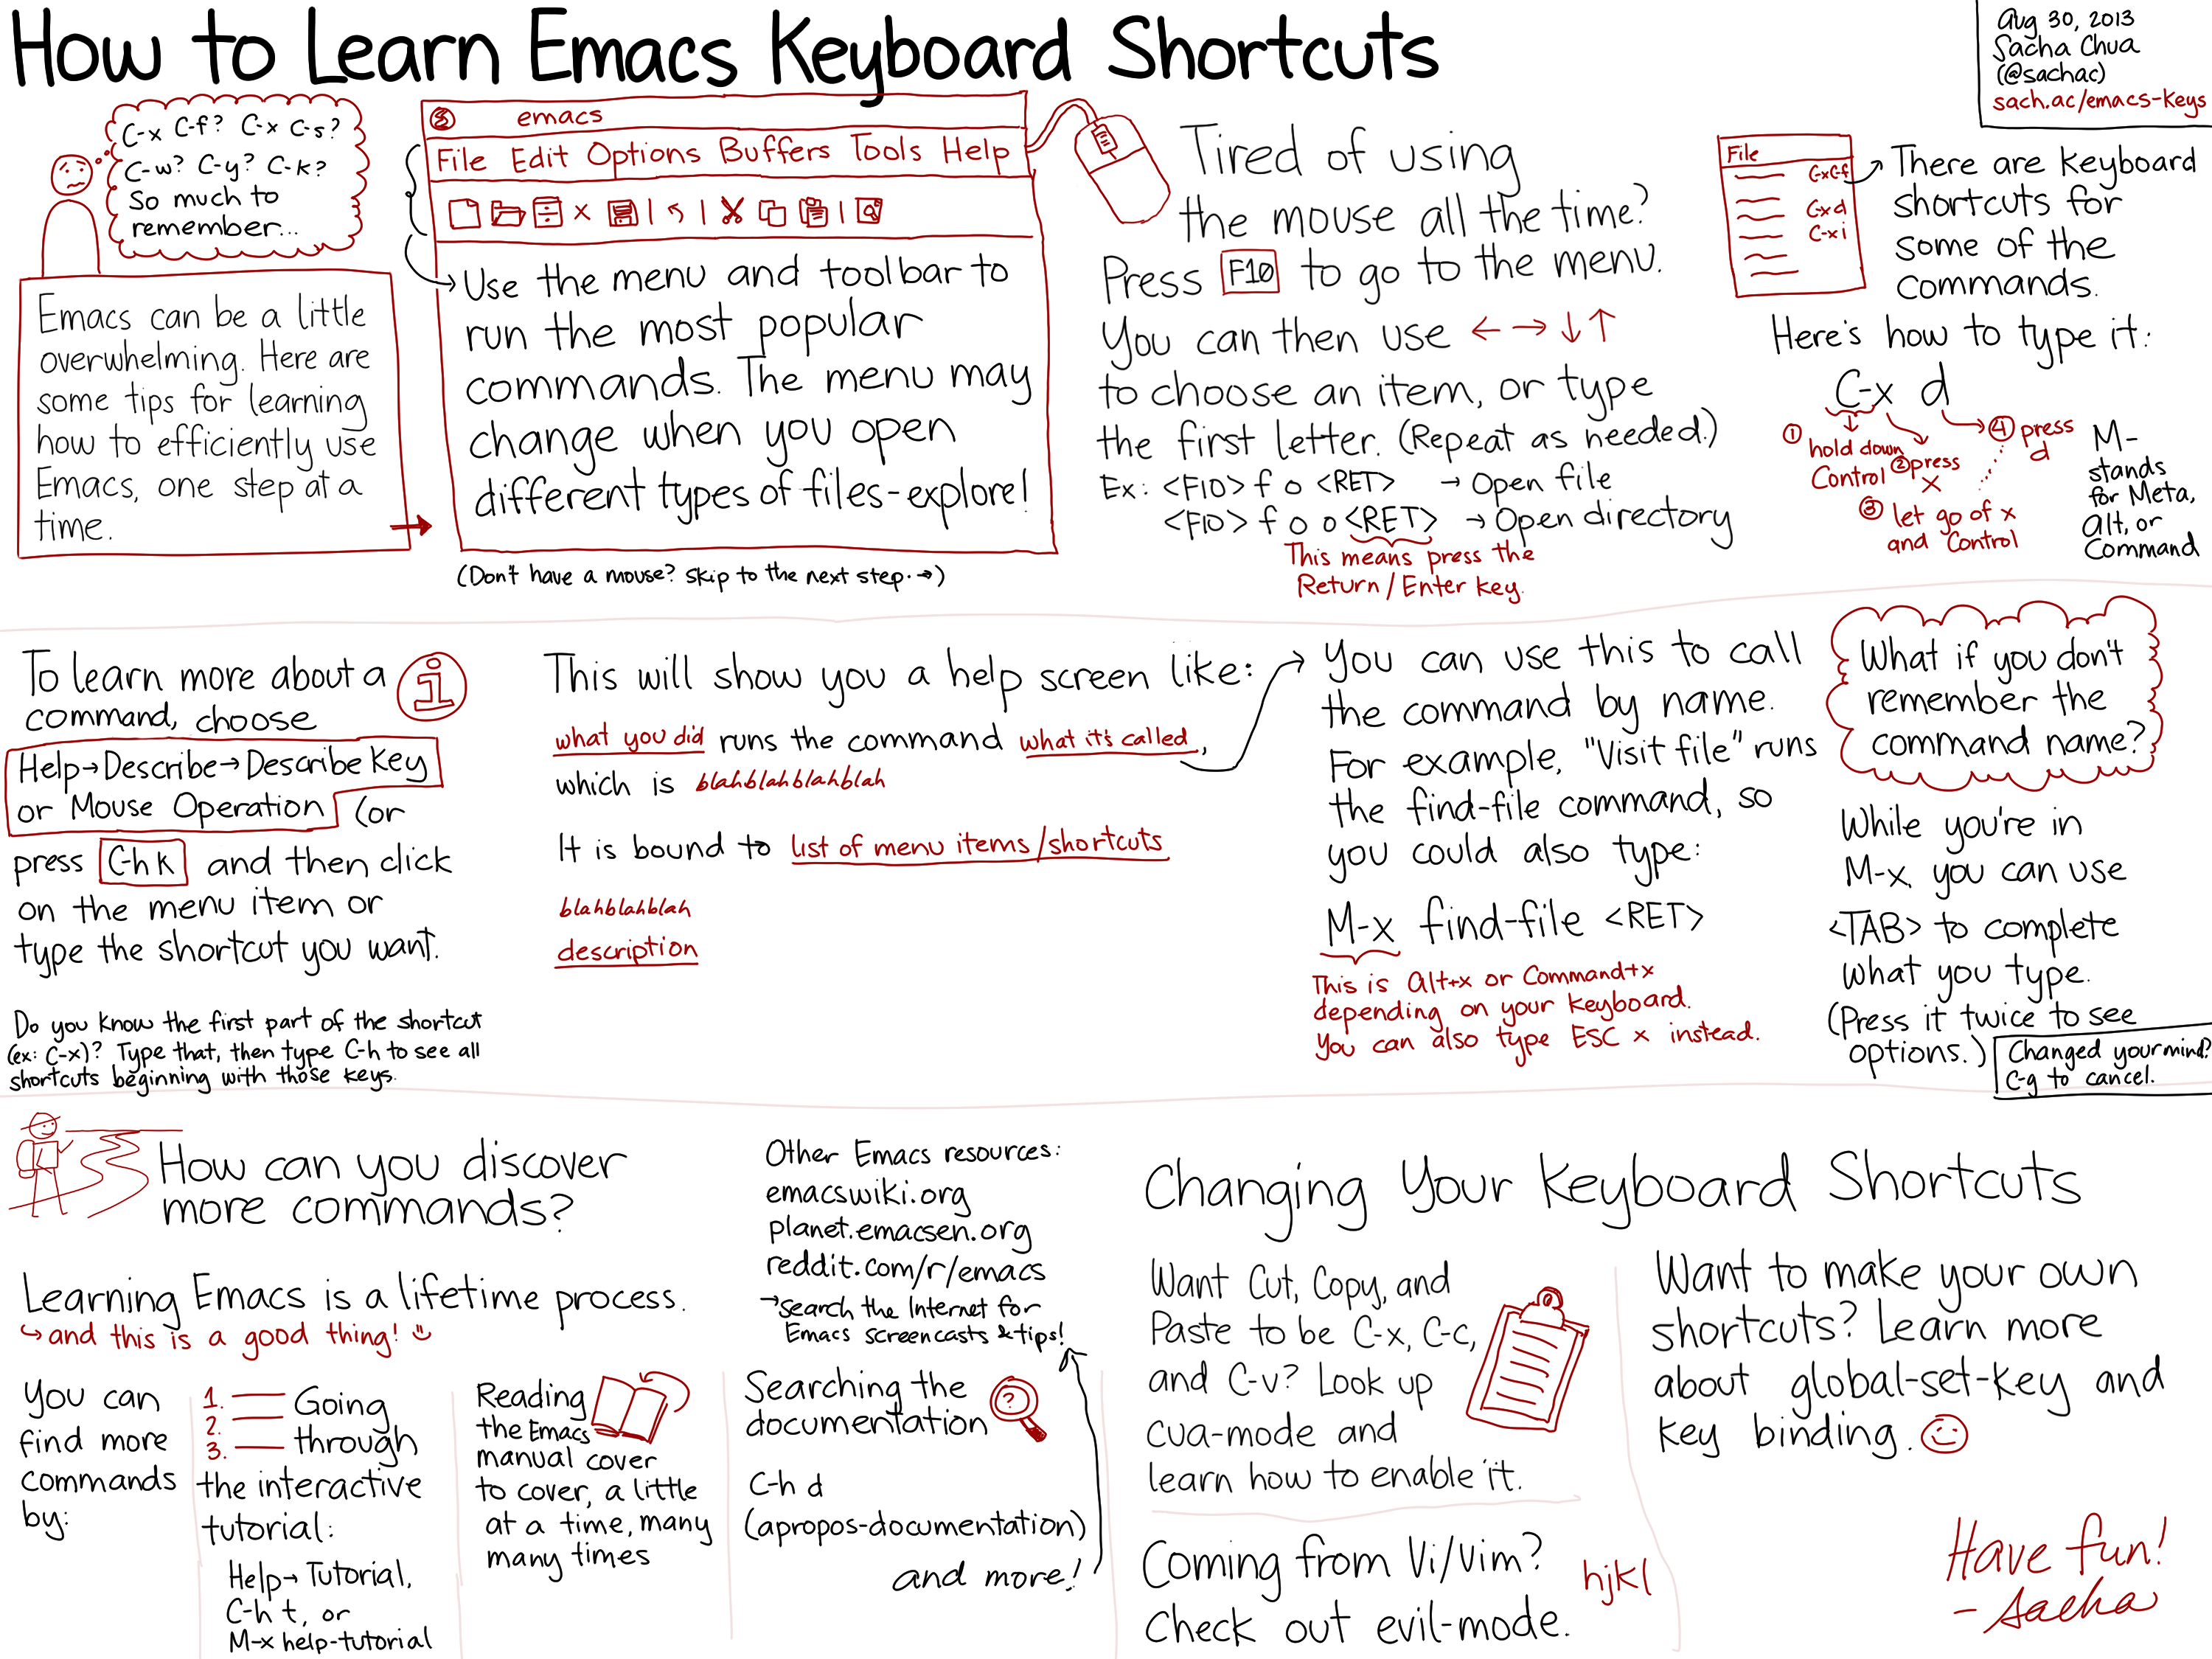 How to Learn Emacs Keyboard Shortcuts
Aug 30, 2013
Sacha Chua
(@sachac)
sach.ac/emacs-keys
C-x C-f? C-x C-s?
C-w? C-y? C-k?
So much to
remember...
Emacs can be a little
overwhelming. Here are
some tips for learning
how to efficiently use
Emacs, one step at a
time.
emacs
File Edit Options Buffers Tools Help
Use the menu and toolbar to
run the most popular
commands. The menu may
change when you open
different types of files-explore!
(Don't have a mouse? Skip to the next step.→)
Tired of using
the mouse all the time?
Press F10 to go to the menu.
You can then use ← → ↓ ↑
to choose an item, or type
the first letter. (Repeat as needed.)
Ex: <F10> f o <RET> → Open file
<F10> f o o <RET> → Open directory
This means press the
Return/Enter key.
File
C-x C-f
C-x d
C-x i
There are keyboard
shortcuts for
some of the
commands.
Here's how to type it:
C-x d
① hold down
Control
② press
x
③ let go of x
and Control
④ press
d
M-
stands
for Meta,
Alt, or
Command
To learn more about a
command, choose
i
Help→Describe→Describe Key
or Mouse Operation (or
press C-h k and then click
on the menu item or
type the shortcut you want.
Do you know the first part of the shortcut
(ex: C-x)? Type that, then type C-h to see all
shortcuts beginning with those keys.
This will show you a help screen like:
what you did runs the command what it's called,
which is blahblahblahblah
It is bound to list of menu items/shortcuts
blahblahblah
description
You can use this to call
the command by name.
For example, "Visit file" runs
the find-file command, so
you could also type:
M-x find-file <RET>
This is Alt+x or Command+x
depending on your keyboard.
You can also type ESC x instead.
What if you don't
remember the
command name?
While you're in
M-x, you can use
<TAB> to complete
what you type.
(Press it twice to see
options.)
Changed your mind?
C-g to cancel.
How can you discover
more commands?
Learning Emacs is a lifetime process.
↪and this is a good thing!
You can
find more
commands
by:
1.
2.
3.
Going
through
the interactive
tutorial:
Help→ Tutorial,
C-h t, or
M-x help-tutorial
Reading
the Emacs
manual cover
to cover, a little
at a time, many
many times
Other Emacs resources:
emacswiki.org
planet.emacsen.org
reddit.com/r/emacs
→search the Internet for
Emacs screencasts & tips!
Searching the
documentation
?
C-h d
(apropos-documentation)
and more!
Changing Your Keyboard Shortcuts
Want Cut, Copy, and
Paste to be C-x, C-c,
and C-v? Look up
cua-mode and
learn how to enable it.
Coming from Vi/Vim?
Check out evil-mode.
hjkl
Want to make your own
shortcuts? Learn more
about global-set-key and
key binding.
Have fun!
- Sacha